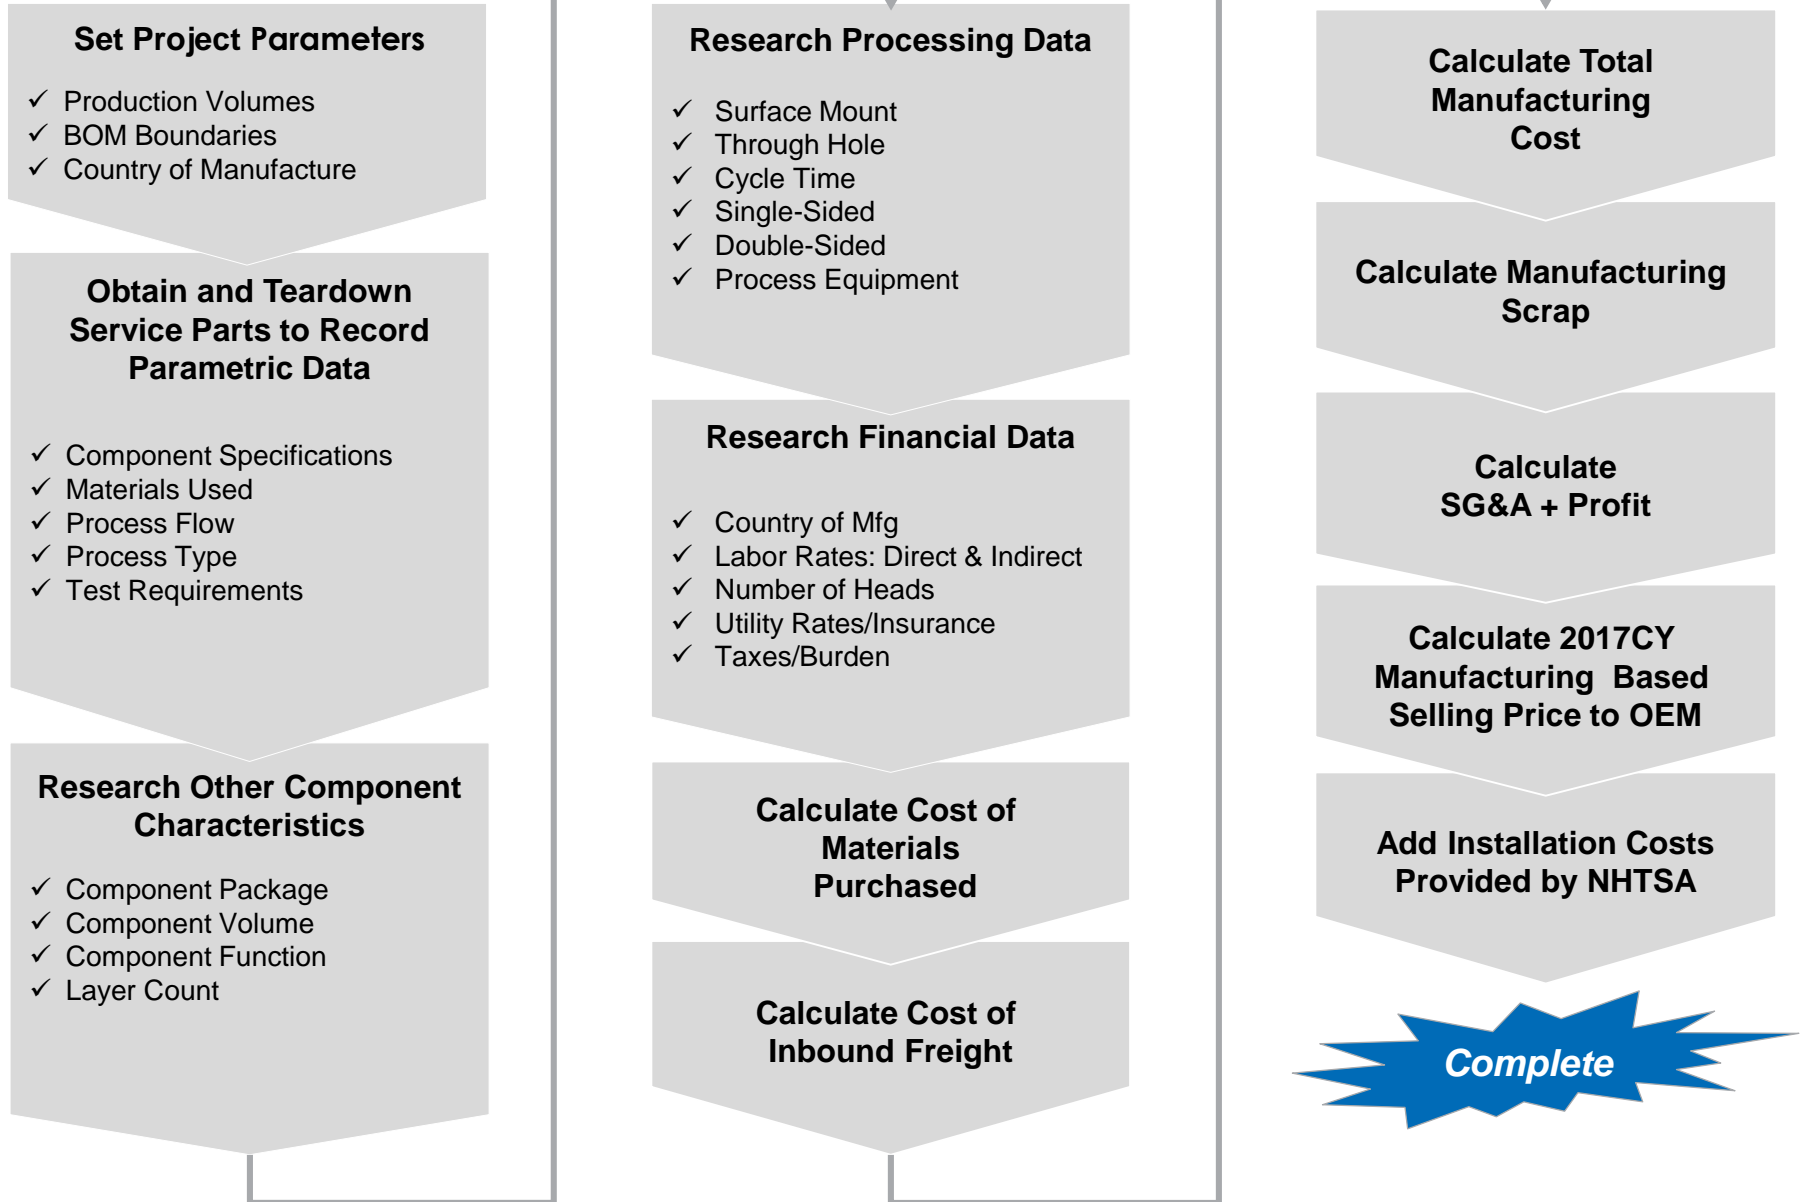 Set Project Parameters
✓ Production Volumes
✓ BOM Boundaries
✓ Country of Manufacture
Obtain and Teardown
Service Parts to Record
Parametric Data
✓ Component Specifications
✓ Materials Used
✓ Process Flow
✓ Process Type
✓ Test Requirements
Research Other Component
Characteristics
✓ Component Package
✓ Component Volume
✓ Component Function
✓ Layer Count
Research Processing Data
✓ Surface Mount
✓ Through Hole
✓ Cycle Time
✓ Single-Sided
✓ Double-Sided
✓ Process Equipment
Research Financial Data
✓ Country of Mfg
✓ Labor Rates: Direct & Indirect
✓ Number of Heads
✓ Utility Rates/Insurance
✓ Taxes/Burden
Calculate Cost of
Materials
Purchased
Calculate Cost of
Inbound Freight
Calculate Total
Manufacturing
Cost
Calculate Manufacturing
Scrap
Calculate
SG&A + Profit
Calculate 2017CY
Manufacturing Based
Selling Price to OEM
Add Installation Costs
Provided by NHTSA
Complete